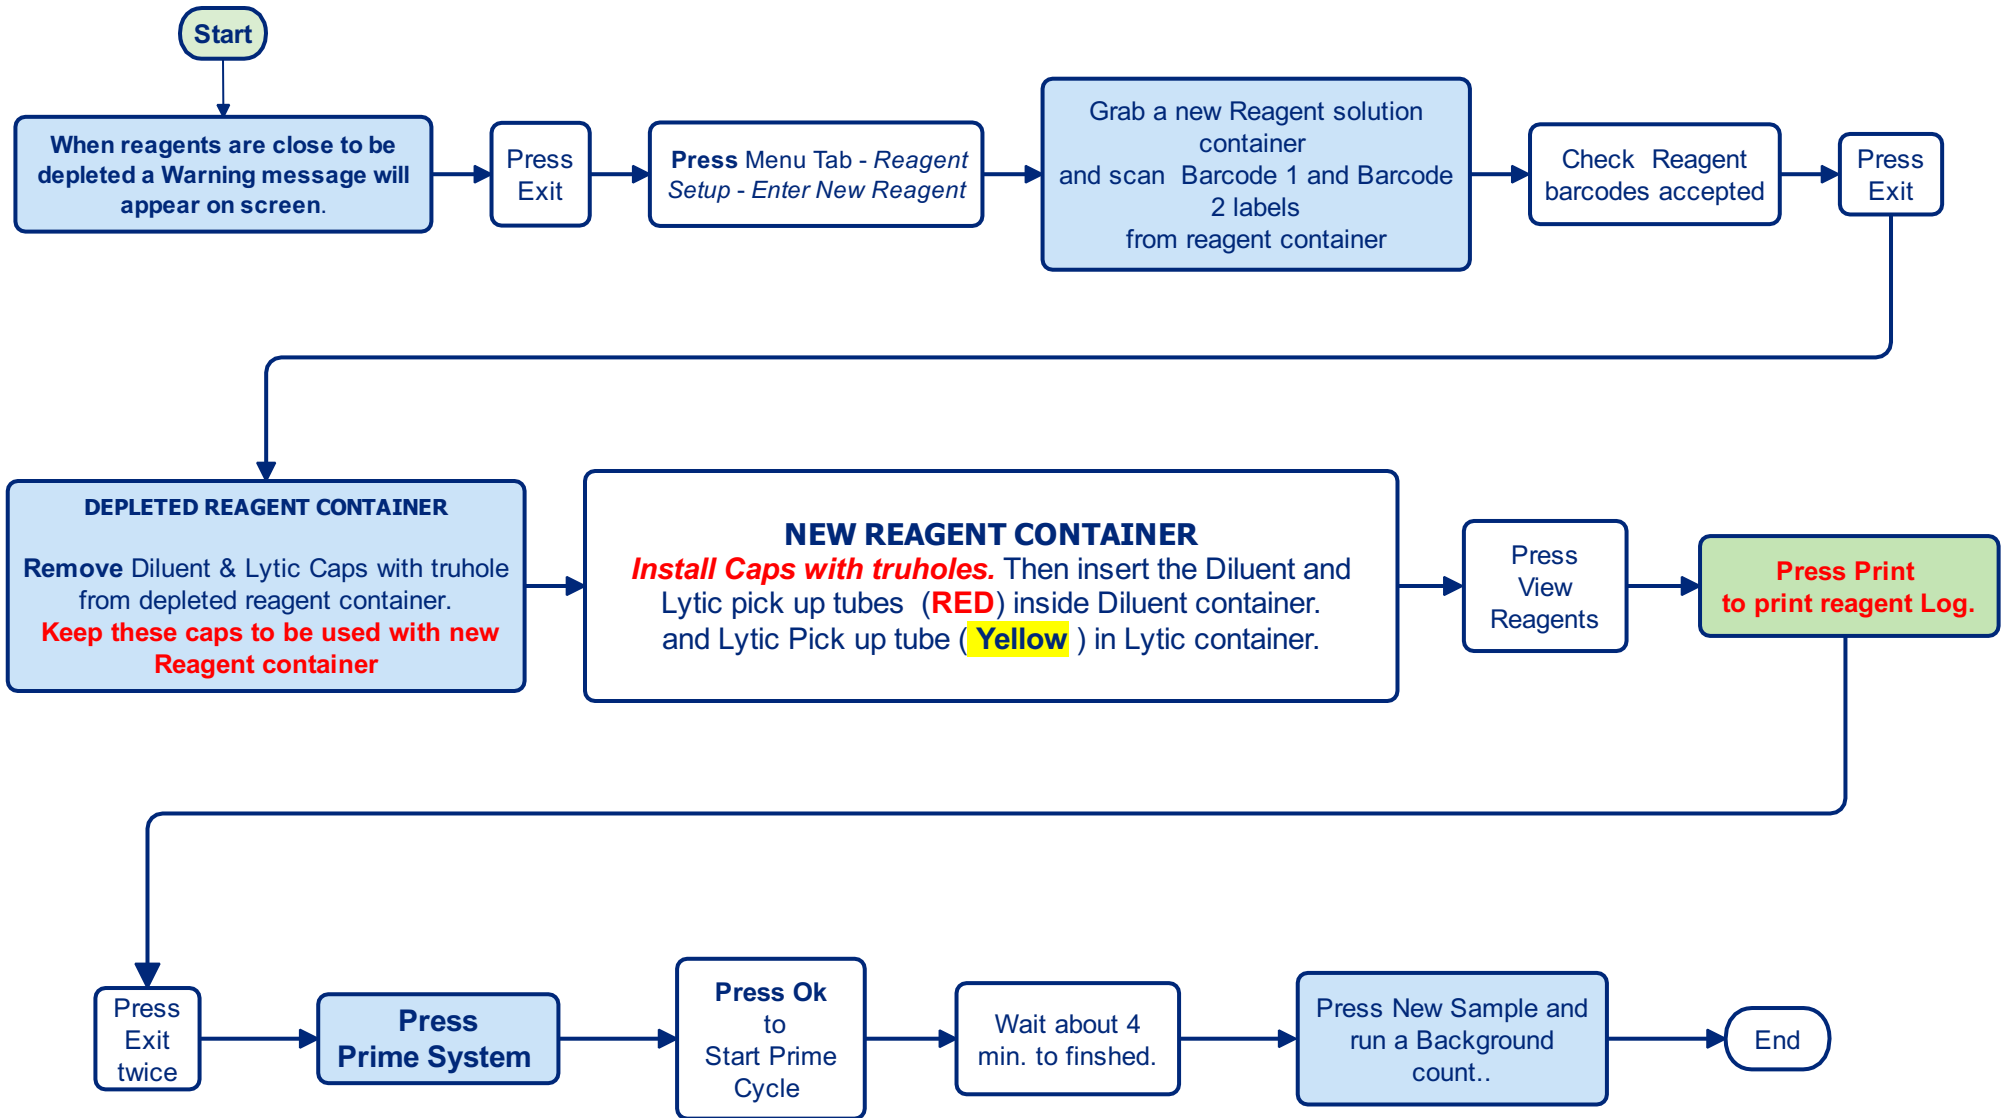 Start
When reagents are close to be
depleted a Warning message will
appear on screen.
Press
Exit
Press Menu Tab - Reagent
Setup - Enter New Reagent
Grab a new Reagent solution
container
and scan Barcode 1 and Barcode
2 labels
from reagent container
Check Reagent
barcodes accepted
Press
Exit
DEPLETED REAGENT CONTAINER
Remove Diluent & Lytic Caps with truhole
from depleted reagent container.
Keep these caps to be used with new
Reagent container
NEW REAGENT CONTAINER
Install Caps with truholes. Then insert the Diluent and
Lytic pick up tubes (RED) inside Diluent container.
and Lytic Pick up tube ( Yellow ) in Lytic container.
Press
View
Reagents
Press Print
to print reagent Log.
Press
Exit
twice
Press
Prime System
Press Ok
to
Start Prime
Cycle
Wait about 4
min. to finshed.
Press New Sample and
run a Background
count..
End